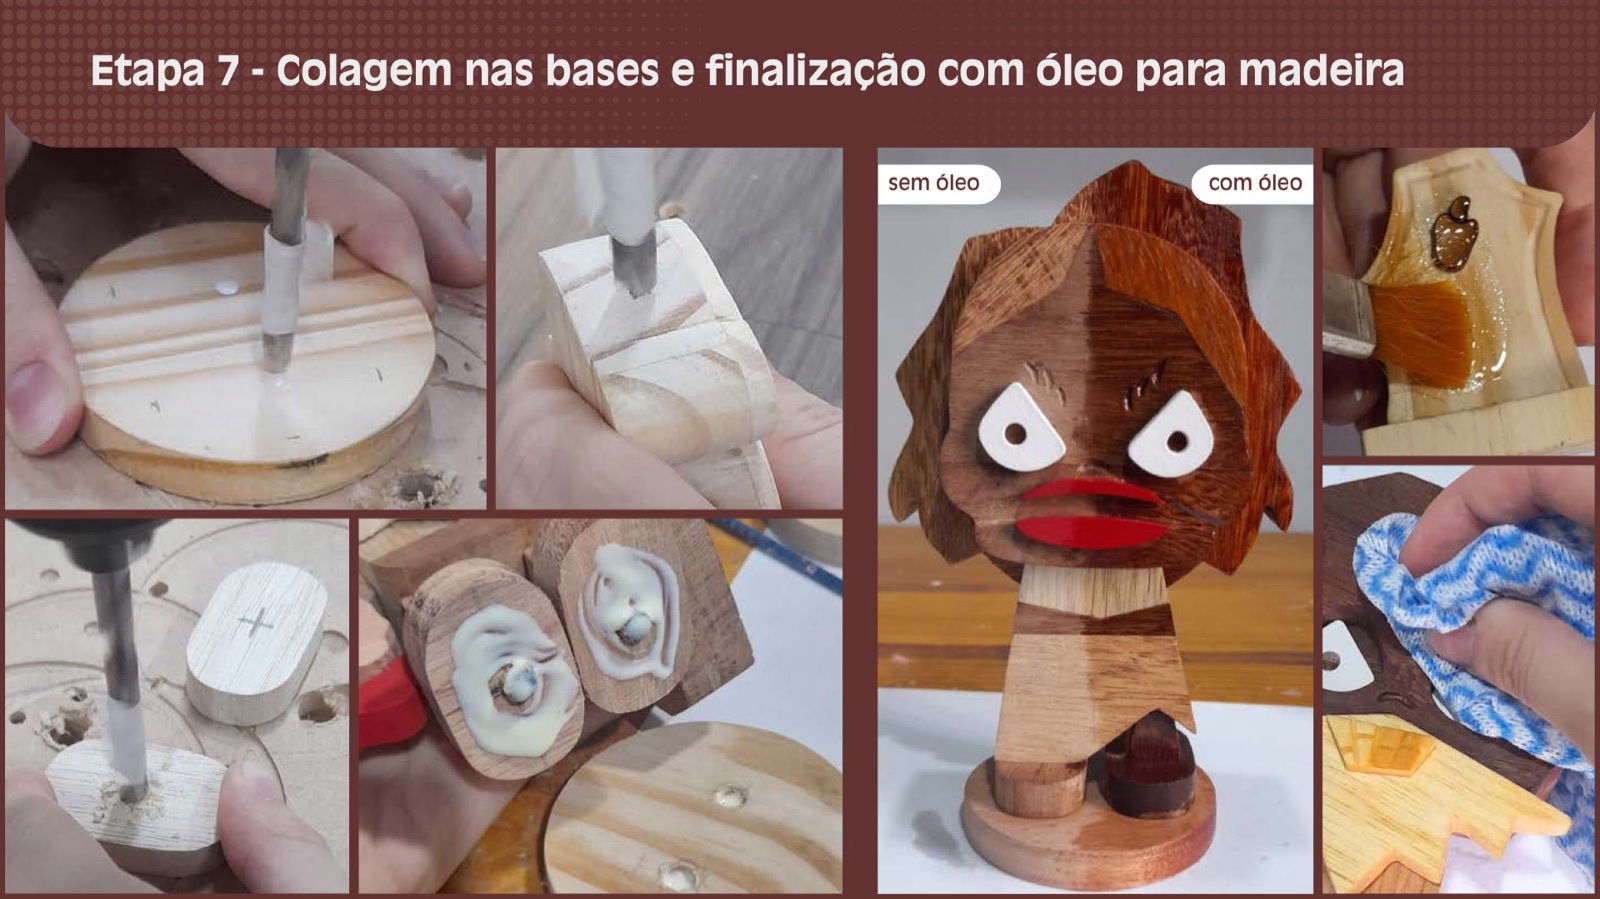 Etapa 7 - Colagem nas bases e finalização com óleo para madeira
sem óleo
com óleo